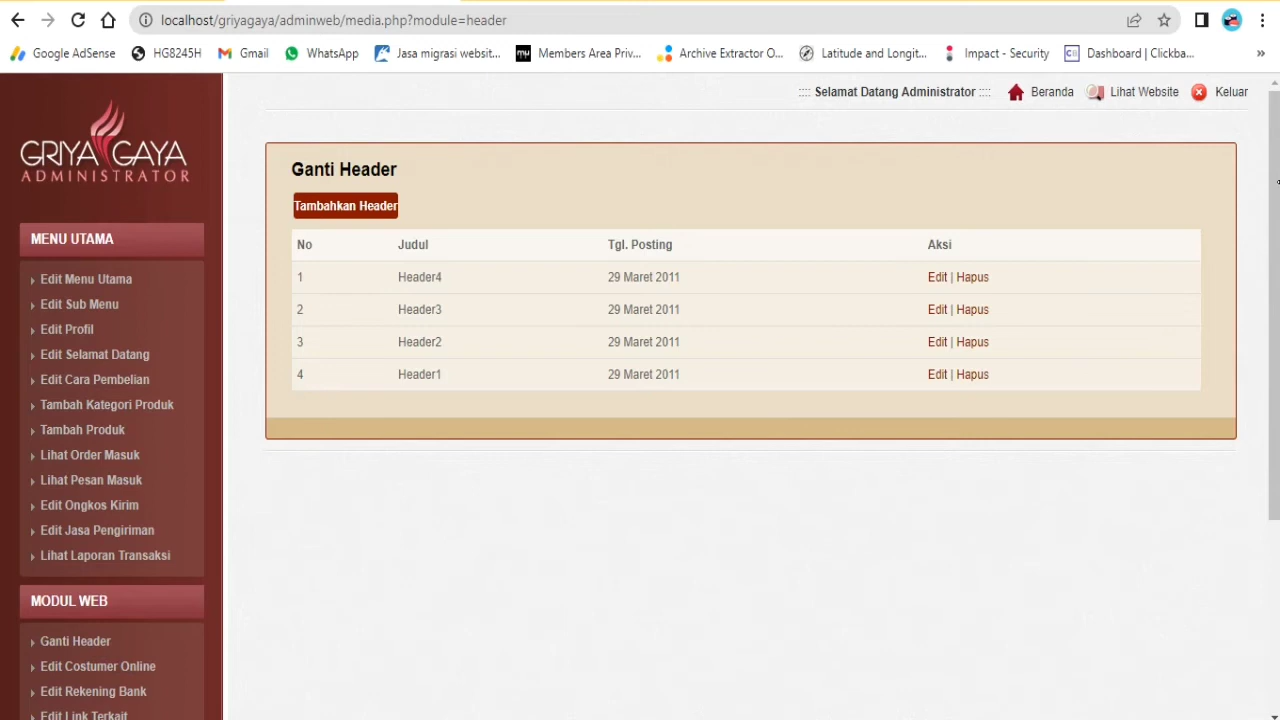 localhost/griyagaya/adminweb/media.php?module=header
Google AdSense HG8245H Gmail WhatsApp Jasa migrasi websit... Members Area Priv... Archive Extractor O... Latitude and Longit... Impact - Security Dashboard | Clickba... »
:::: Selamat Datang Administrator :::: Beranda Lihat Website Keluar
GRIYA GAYA
ADMINISTRATOR
MENU UTAMA
Edit Menu Utama
Edit Sub Menu
Edit Profil
Edit Selamat Datang
Edit Cara Pembelian
Tambah Kategori Produk
Tambah Produk
Lihat Order Masuk
Lihat Pesan Masuk
Edit Ongkos Kirim
Edit Jasa Pengiriman
Lihat Laporan Transaksi
MODUL WEB
Ganti Header
Edit Costumer Online
Edit Rekening Bank
Edit Link Terkait
Ganti Header
Tambahkan Header
No Judul Tgl. Posting Aksi
1 Header4 29 Maret 2011 Edit | Hapus
2 Header3 29 Maret 2011 Edit | Hapus
3 Header2 29 Maret 2011 Edit | Hapus
4 Header1 29 Maret 2011 Edit | Hapus